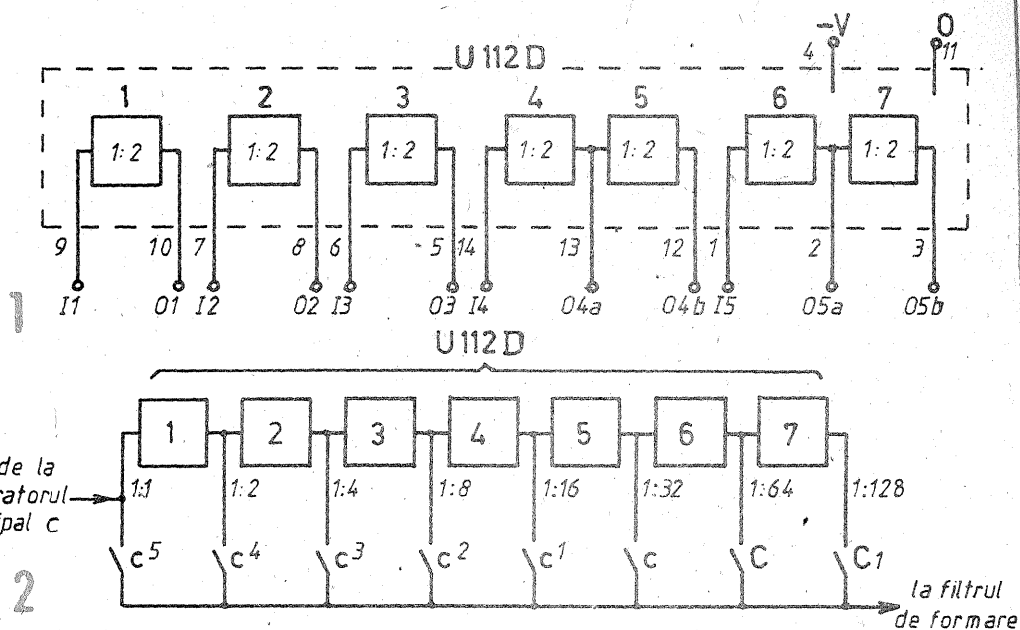 -V
O
4
11
U112D
1 2 3 4 5 6 7
1:2 1:2 1:2 1:2 1:2 1:2 1:2
9 10 7 8 6 5 14 13 12 1 2 3
I1 O1 I2 O2 I3 O3 I4 O4a O4b I5 O5a O5b
1
U112D
1 2 3 4 5 6 7
de la
ratorul
ipal c
1:1 1:2 1:4 1:8 1:16 1:32 1:64 1:128
c5 c4 c3 c2 c1 c C C1
2
la filtrul
de formare